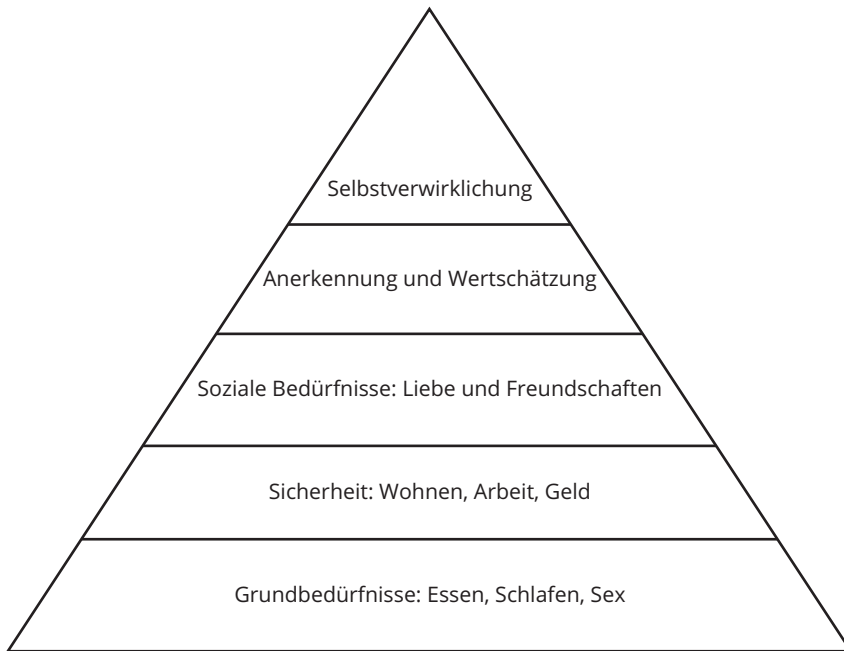 Selbstverwirklichung
Anerkennung und Wertschätzung
Soziale Bedürfnisse: Liebe und Freundschaften
Sicherheit: Wohnen, Arbeit, Geld
Grundbedürfnisse: Essen, Schlafen, Sex